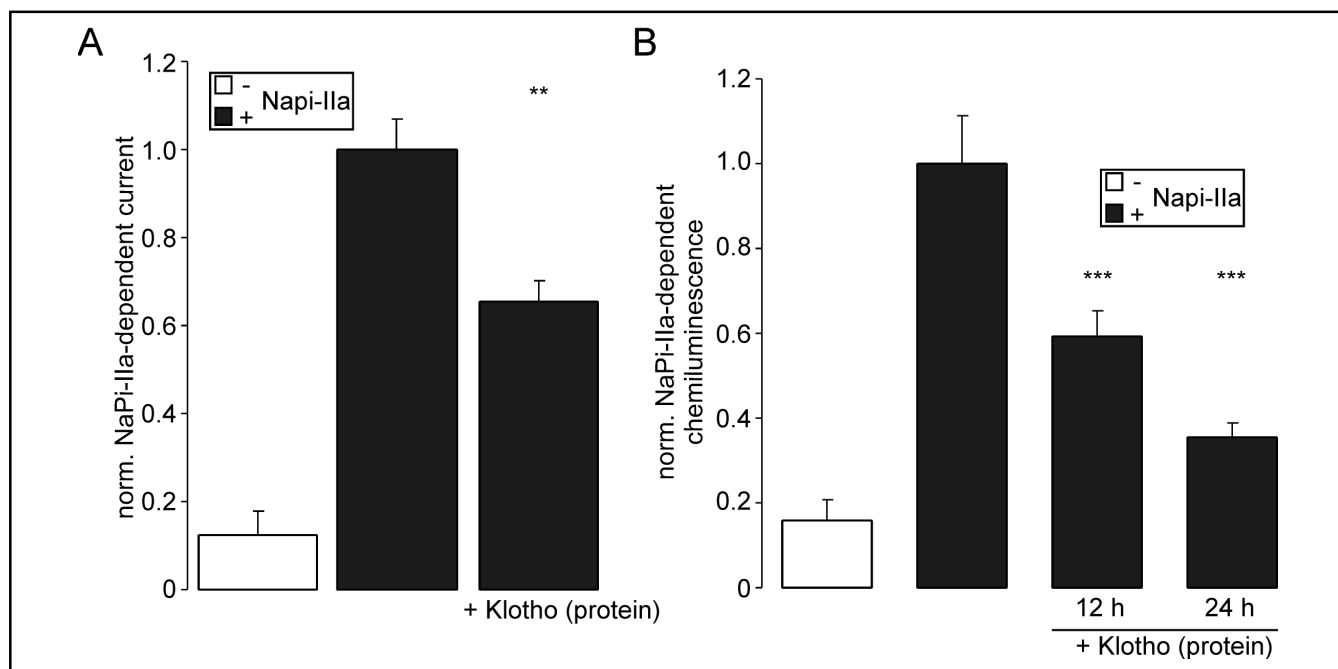 A
norm. NaPi-IIa-dependent current
1.2
1.0
0.8
0.6
0.4
0.2
0
- Napi-IIa
+
**
+ Klotho (protein)
B
norm. NaPi-IIa-dependent
chemiluminescence
1.2
1.0
0.8
0.6
0.4
0.2
0
- Napi-IIa
+
*** ***
12 h 24 h
+ Klotho (protein)